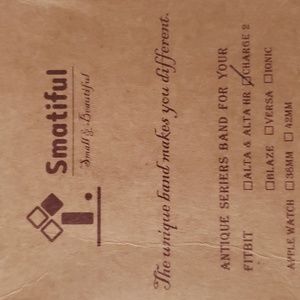 Smatiful
Small & Beautiful
The unique band makes you different.
ANTIQUE SERIERS BAND FOR YOUR
FITBIT
☐ALTA & ALTA HR ☑CHARGE 2
☐BLAZE ☐VERSA ☐IONIC
APPLE WATCH ☐38MM ☐42MM